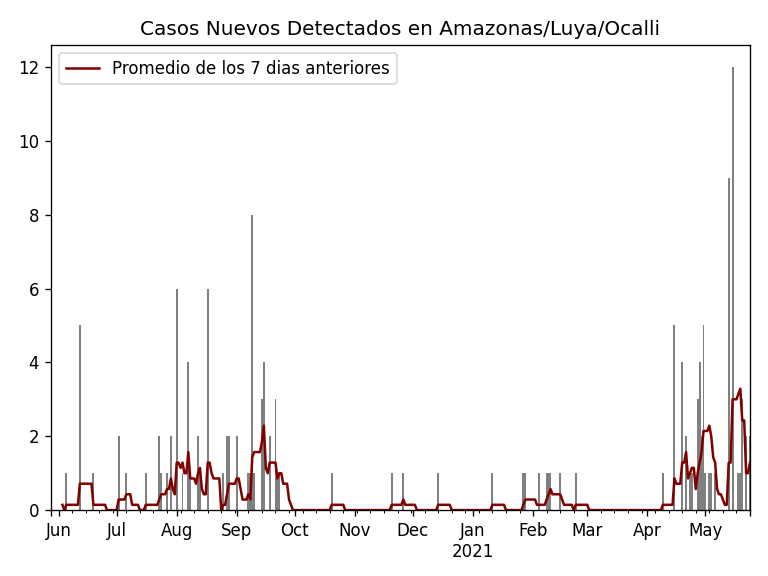 Casos Nuevos Detectados en Amazonas/Luya/Ocalli
Promedio de los 7 dias anteriores
12
10
8
6
4
2
0
Jun Jul Aug Sep Oct Nov Dec Jan Feb Mar Apr May
2021